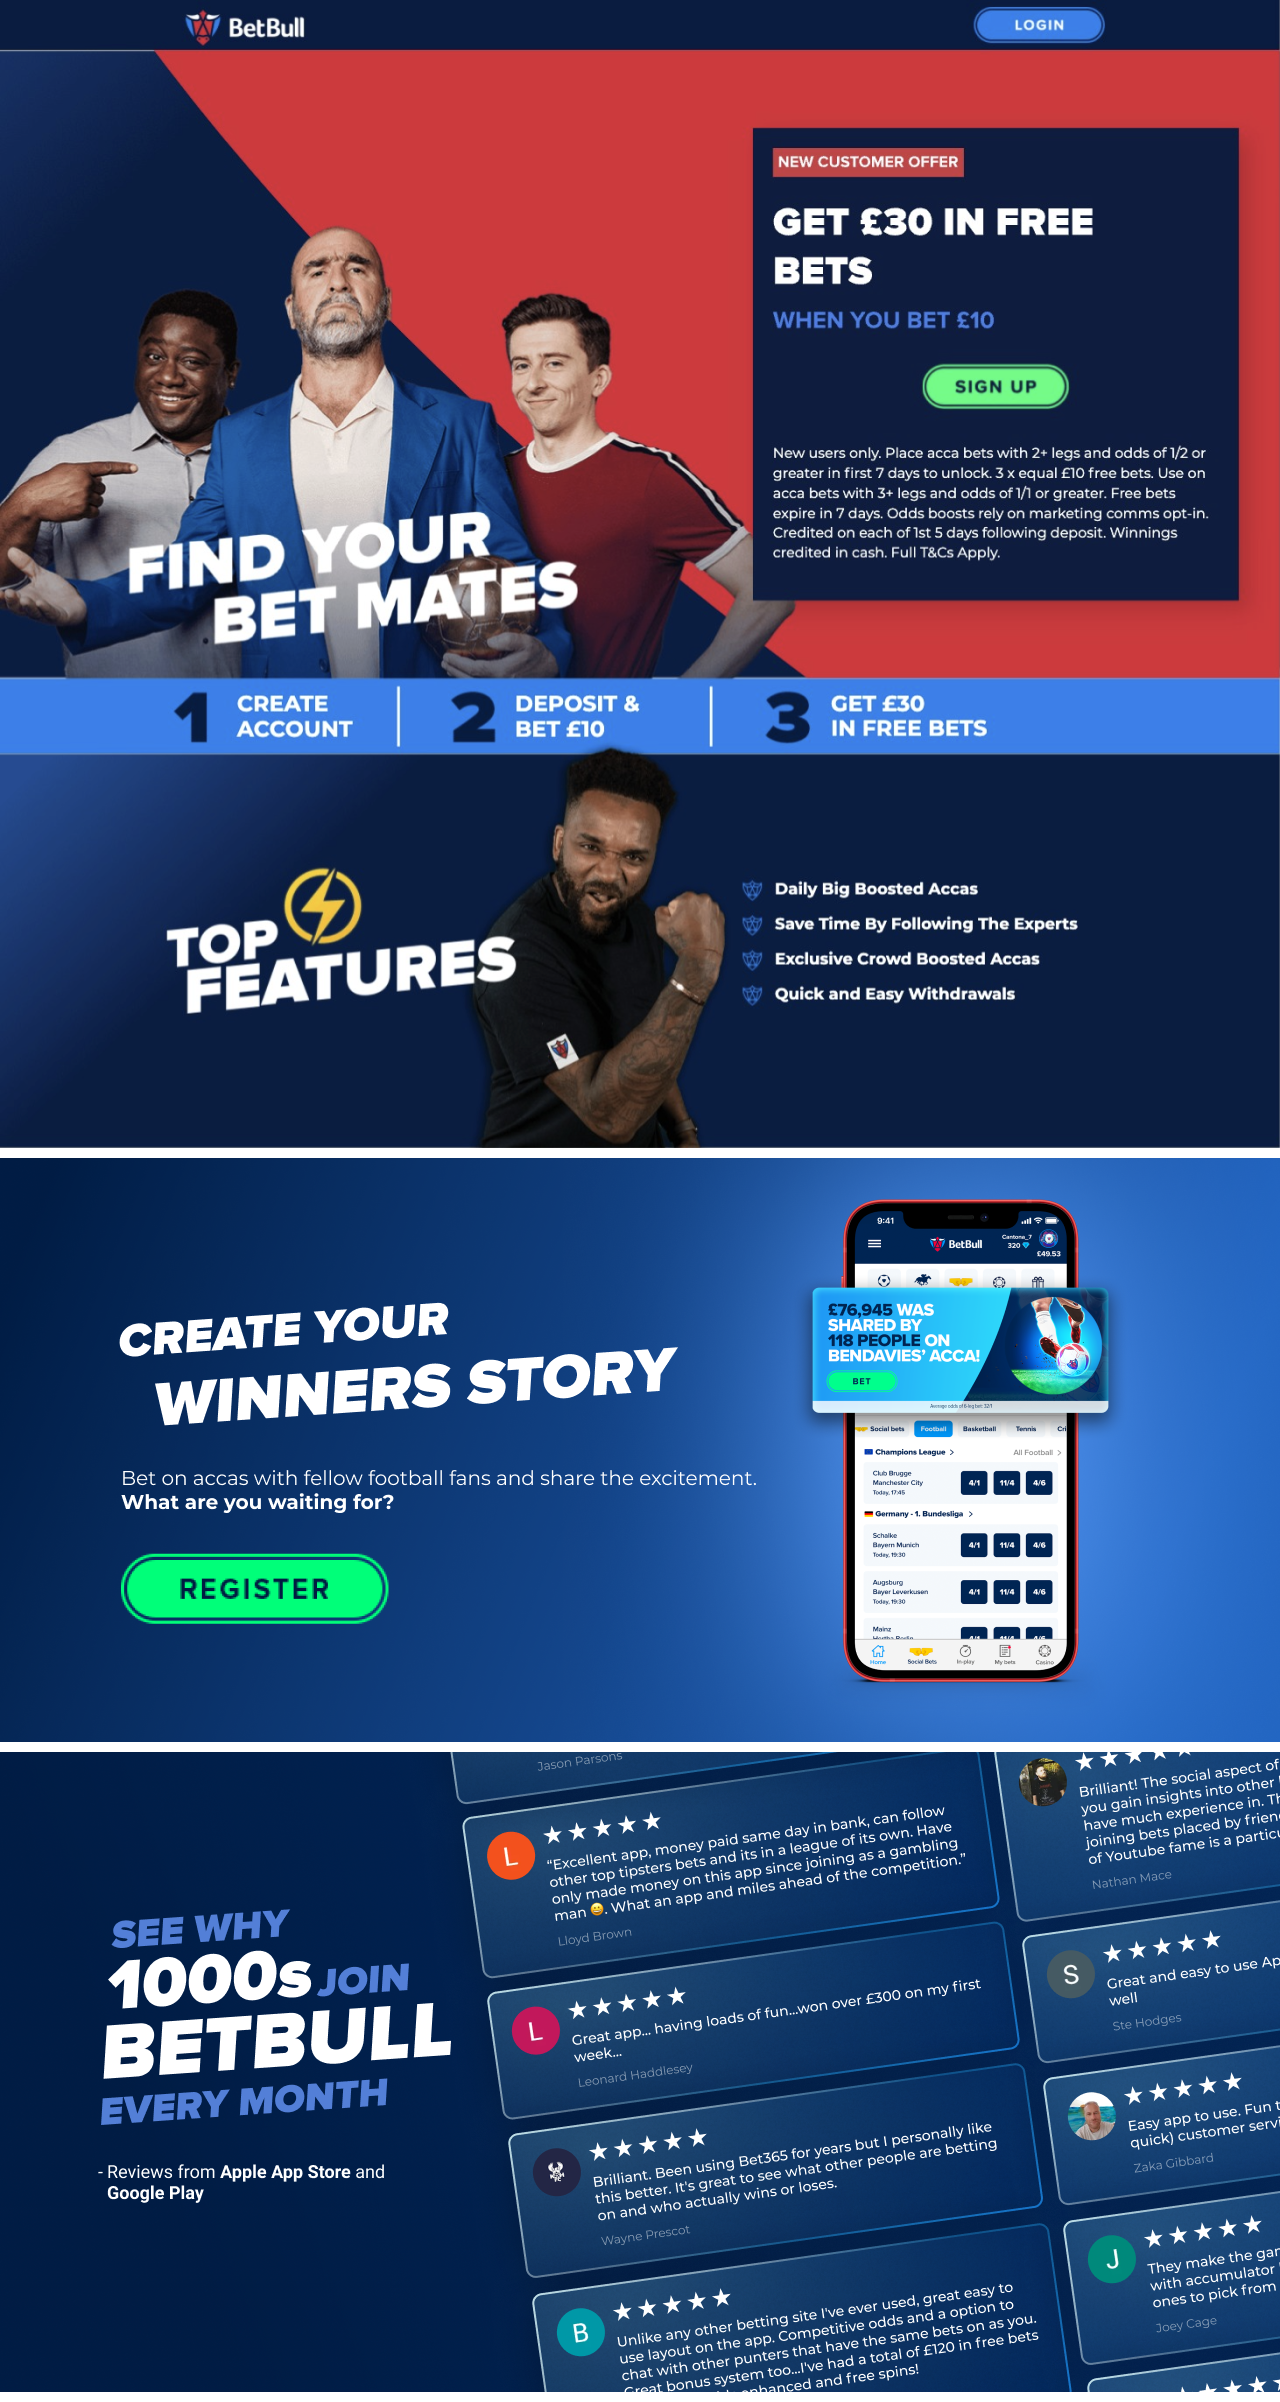 BetBull
LOGIN
NEW CUSTOMER OFFER
GET £30 IN FREE
BETS
WHEN YOU BET £10
SIGN UP
New users only. Place acca bets with 2+ legs and odds of 1/2 or
greater in first 7 days to unlock. 3 x equal £10 free bets. Use on
acca bets with 3+ legs and odds of 1/1 or greater. Free bets
expire in 7 days. Odds boosts rely on marketing comms opt-in.
Credited on each of 1st 5 days following deposit. Winnings
credited in cash. Full T&Cs Apply.
FIND YOUR
BET MATES
1 CREATE
ACCOUNT
2 DEPOSIT &
BET £10
3 GET £30
IN FREE BETS
TOP
FEATURES
Daily Big Boosted Accas
Save Time By Following The Experts
Exclusive Crowd Boosted Accas
Quick and Easy Withdrawals
CREATE YOUR
WINNERS STORY
Bet on accas with fellow football fans and share the excitement.
What are you waiting for?
REGISTER
9:41
BetBull
Cantona_7
320
£49.53
£76,945 WAS
SHARED BY
118 PEOPLE ON
BENDAVIES' ACCA!
BET
Average odds of 6-leg bet: 32/1
Social bets Football Basketball Tennis Cri
Champions League > All Football >
Club Brugge
Manchester City
Today, 17:45
4/1 11/4 4/6
Germany - 1. Bundesliga >
Schalke
Bayern Munich
Today, 19:30
4/1 11/4 4/6
Augsburg
Bayer Leverkusen
Today, 19:30
4/1 11/4 4/6
Mainz
Home Social Bets In-play My bets Casino
SEE WHY
1000s JOIN
BETBULL
EVERY MONTH
- Reviews from Apple App Store and
Google Play
Jason Parsons
L
“Excellent app, money paid same day in bank, can follow
other top tipsters bets and its in a league of its own. Have
only made money on this app since joining as a gambling
man 😄. What an app and miles ahead of the competition.”
Lloyd Brown
L
Great app... having loads of fun...won over £300 on my first
week...
Leonard Haddlesey
Brilliant. Been using Bet365 for years but I personally like
this better. It's great to see what other people are betting
on and who actually wins or loses.
Wayne Prescot
B
Unlike any other betting site I've ever used, great easy to
use layout on the app. Competitive odds and a option to
chat with other punters that have the same bets on as you.
Great bonus system too...I've had a total of £120 in free bets
enhanced and free spins!
Brilliant! The social aspect of
you gain insights into other
have much experience in. Th
joining bets placed by frien
of Youtube fame is a particu
Nathan Mace
S
Great and easy to use Ap
well
Ste Hodges
Easy app to use. Fun t
quick) customer servi
Zaka Gibbard
J
They make the gar
with accumulator
ones to pick from
Joey Cage